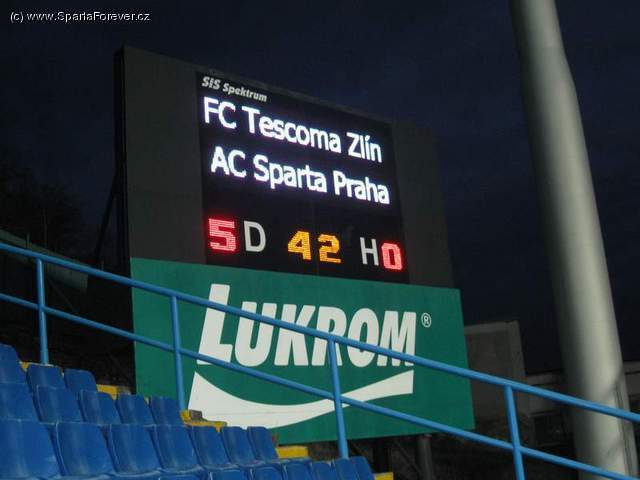 (c) www.SpartaForever.cz
SiS Spektrum
FC Tescoma Zlín
AC Sparta Praha
5 D 42 H 0
LUKROM®